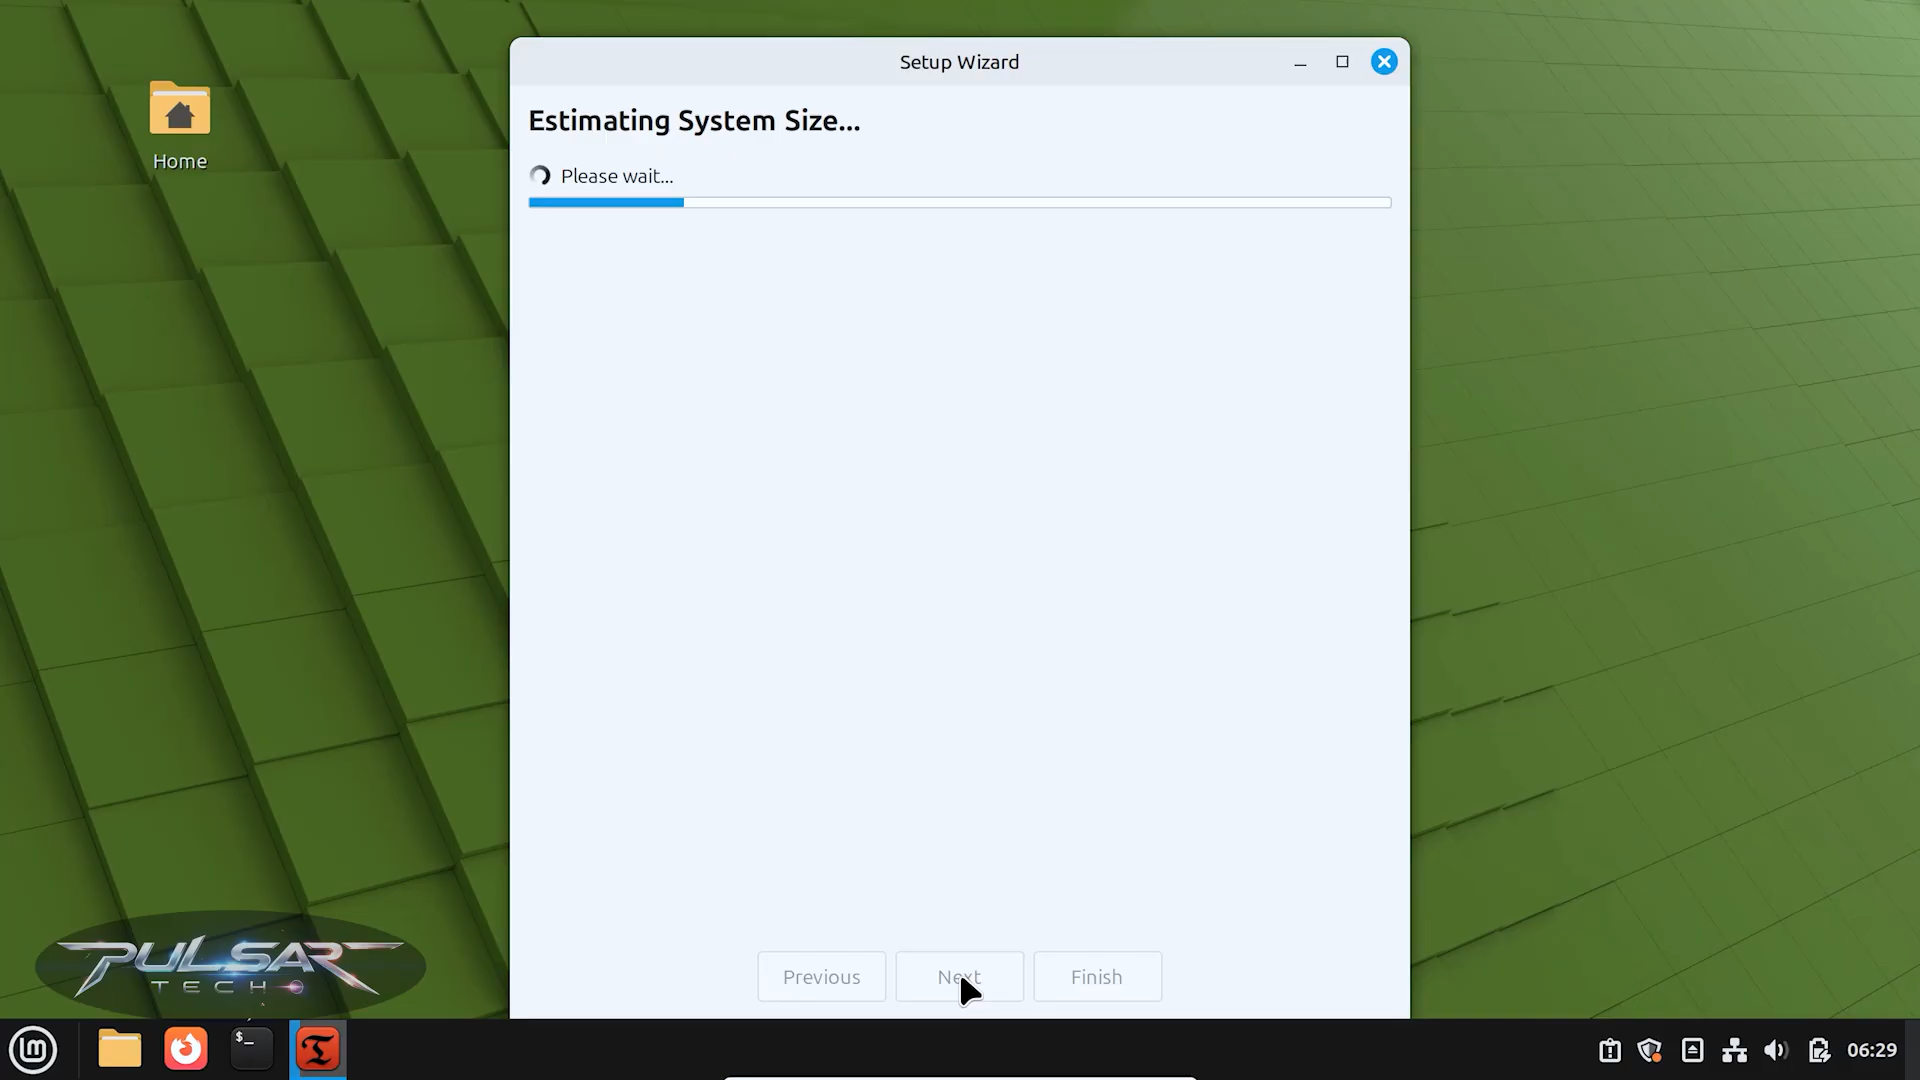 Setup Wizard
Estimating System Size...
Please wait...
Home
Previous
Next
Finish
PULSAR
TECH
$_
06:29